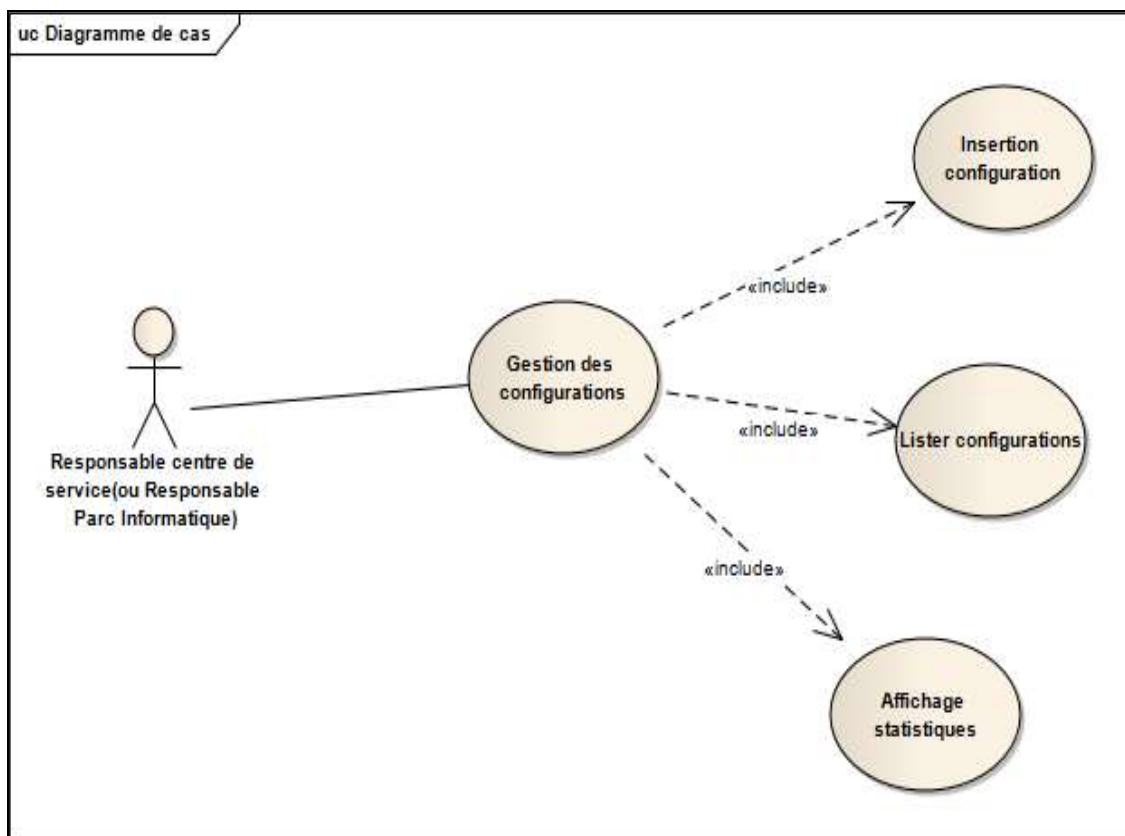 uc Diagramme de cas
Insertion
configuration
«include»
Gestion des
configurations
«include»
Lister configurations
Responsable centre de
service(ou Responsable
Parc Informatique)
«include»
Affichage
statistiques